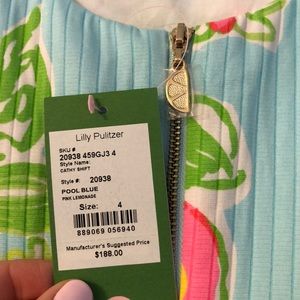 Lilly Pulitzer
SKU #
20938 459GJ3 4
Style Name:
CATHY SHIFT
Style #: 20938
POOL BLUE
PINK LEMONADE
Size: 4
889069 056940
Manufacturer's Suggested Price
$188.00